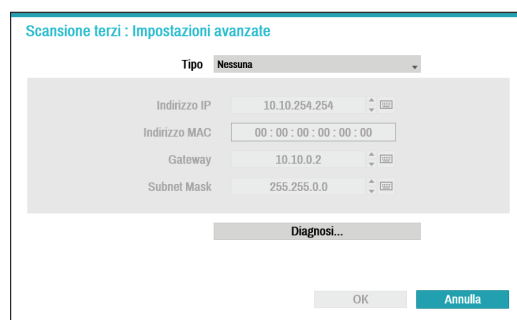 Scansione terzi : Impostazioni avanzate
Tipo Nessuna
Indirizzo IP 10.10.254.254
Indirizzo MAC 00 : 00 : 00 : 00 : 00 : 00
Gateway 10.10.0.2
Subnet Mask 255.255.0.0
Diagnosi...
OK Annulla